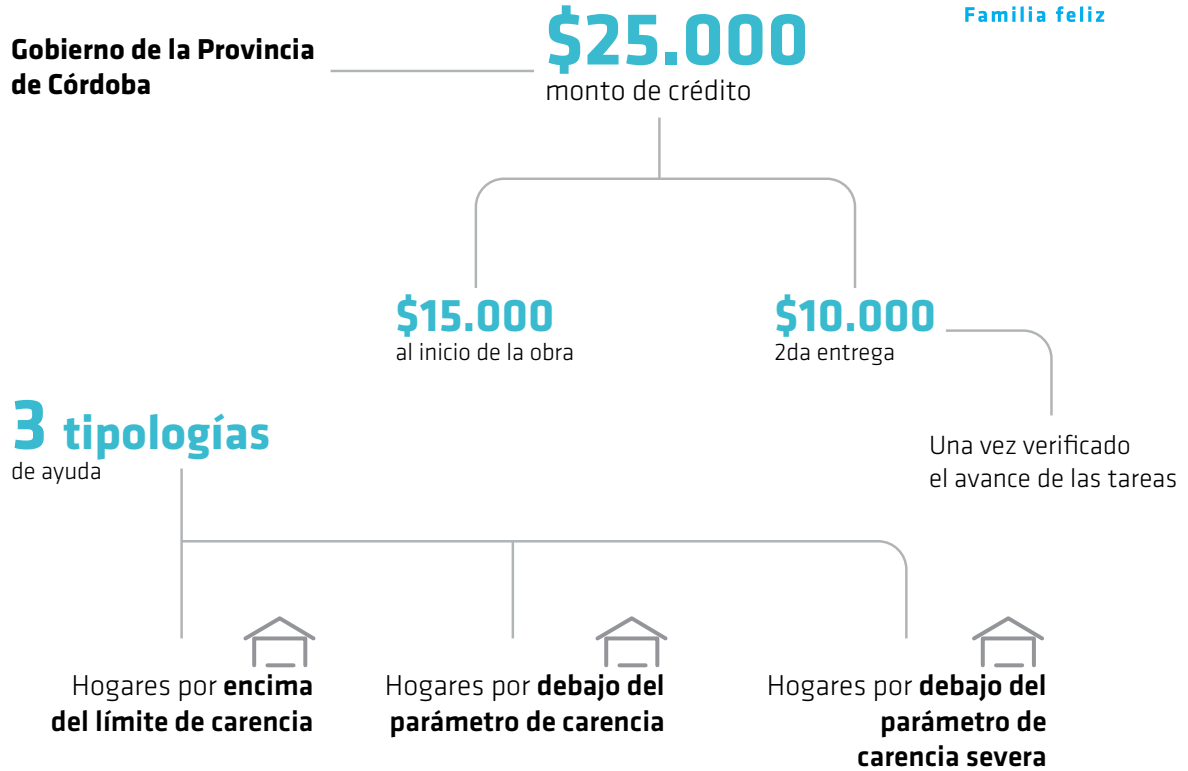 Familia feliz
Gobierno de la Provincia
de Córdoba
$25.000
monto de crédito
$15.000
al inicio de la obra
$10.000
2da entrega
Una vez verificado
el avance de las tareas
3 tipologías
de ayuda
Hogares por encima
del límite de carencia
Hogares por debajo del
parámetro de carencia
Hogares por debajo del
parámetro de
carencia severa